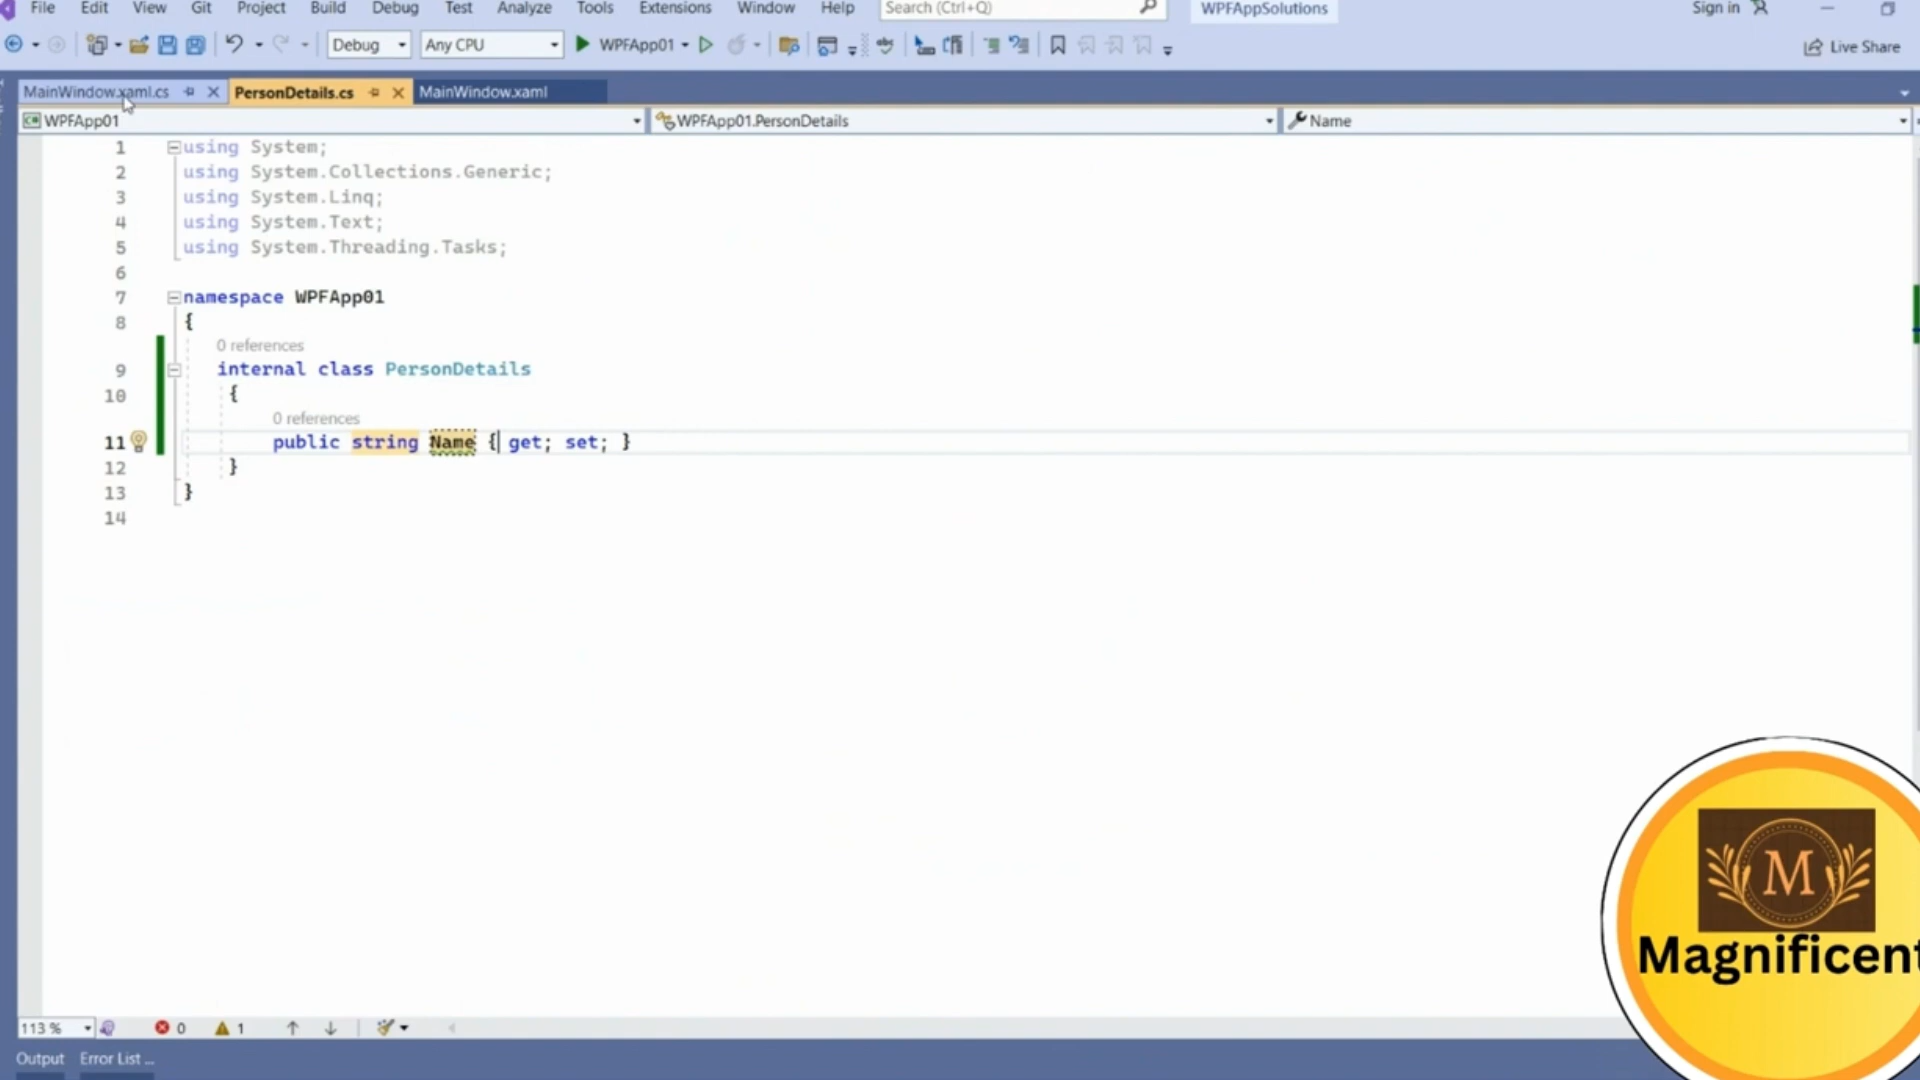 File Edit View Git Project Build Debug Test Analyze Tools Extensions Window Help Search (Ctrl+Q) WPFAppSolutions Sign in
Debug Any CPU WPFApp01 Live Share
MainWindow.xaml.cs PersonDetails.cs MainWindow.xaml
WPFApp01 WPFApp01.PersonDetails Name
1 using System;
2 using System.Collections.Generic;
3 using System.Linq;
4 using System.Text;
5 using System.Threading.Tasks;
6
7 namespace WPFApp01
8 {
0 references
9 internal class PersonDetails
10 {
0 references
11 public string Name { get; set; }
12 }
13 }
14
M
Magnificent
113 % 0 1
Output Error List ...